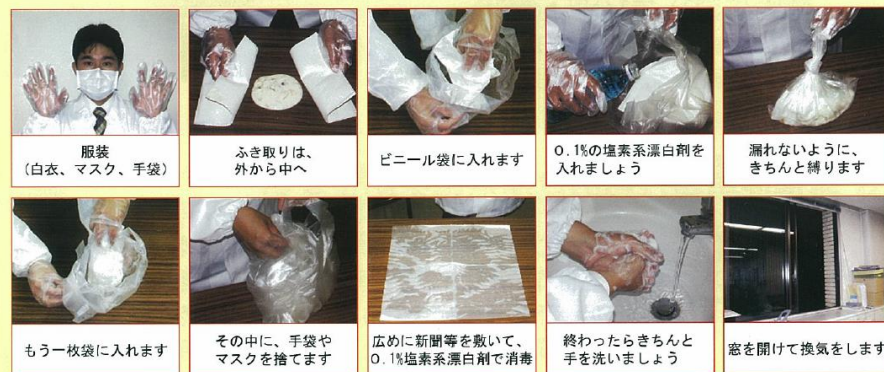 服装
(白衣、マスク、手袋)
ふき取りは、
外から中へ
ビニール袋に入れます
0.1%の塩素系漂白剤を
入れましょう
漏れないように、
きちんと縛ります
もう一枚袋に入れます
その中に、手袋や
マスクを捨てます
広めに新聞等を敷いて、
0.1%塩素系漂白剤で消毒
終わったらきちんと
手を洗いましょう
窓を開けて換気をします